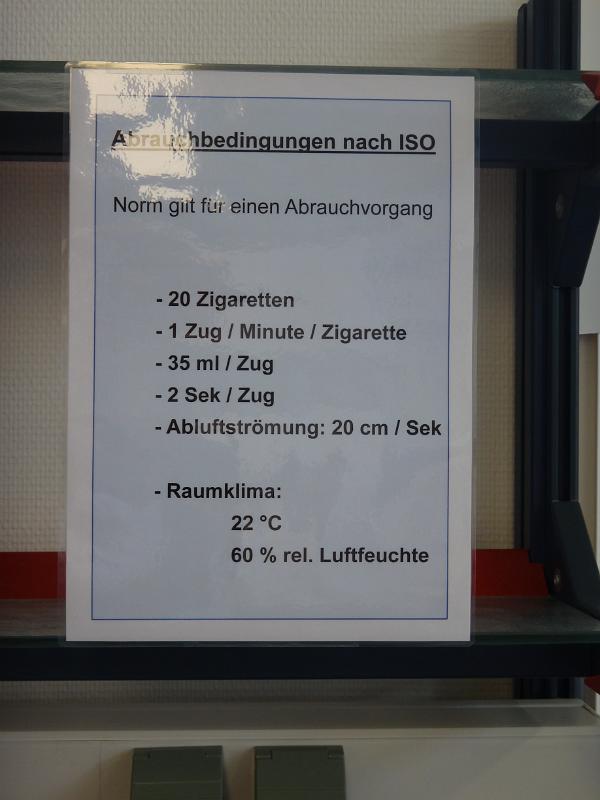 Abrauchbedingungen nach ISO
Norm gilt für einen Abrauchvorgang
- 20 Zigaretten
- 1 Zug / Minute / Zigarette
- 35 ml / Zug
- 2 Sek / Zug
- Abluftströmung: 20 cm / Sek
- Raumklima:
22 °C
60 % rel. Luftfeuchte